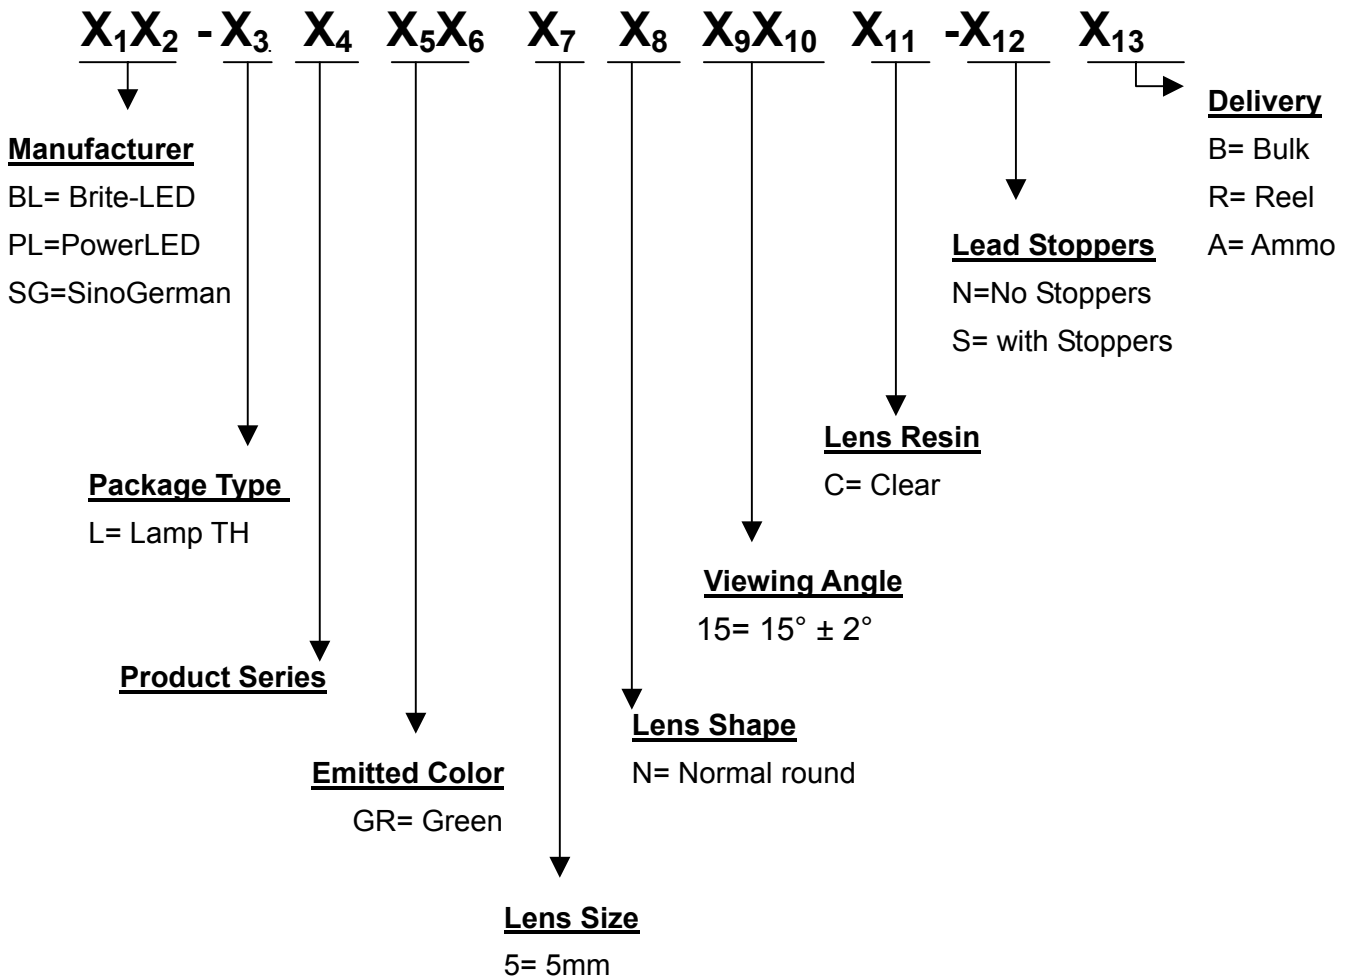 X1X2 - X3 X4 X5X6 X7 X8 X9X10 X11 -X12 X13
Manufacturer
BL= Brite-LED
PL=PowerLED
SG=SinoGerman
Delivery
B= Bulk
R= Reel
A= Ammo
Lead Stoppers
N=No Stoppers
S= with Stoppers
Lens Resin
C= Clear
Package Type
L= Lamp TH
Viewing Angle
15= 15° ± 2°
Product Series
Lens Shape
N= Normal round
Emitted Color
GR= Green
Lens Size
5= 5mm